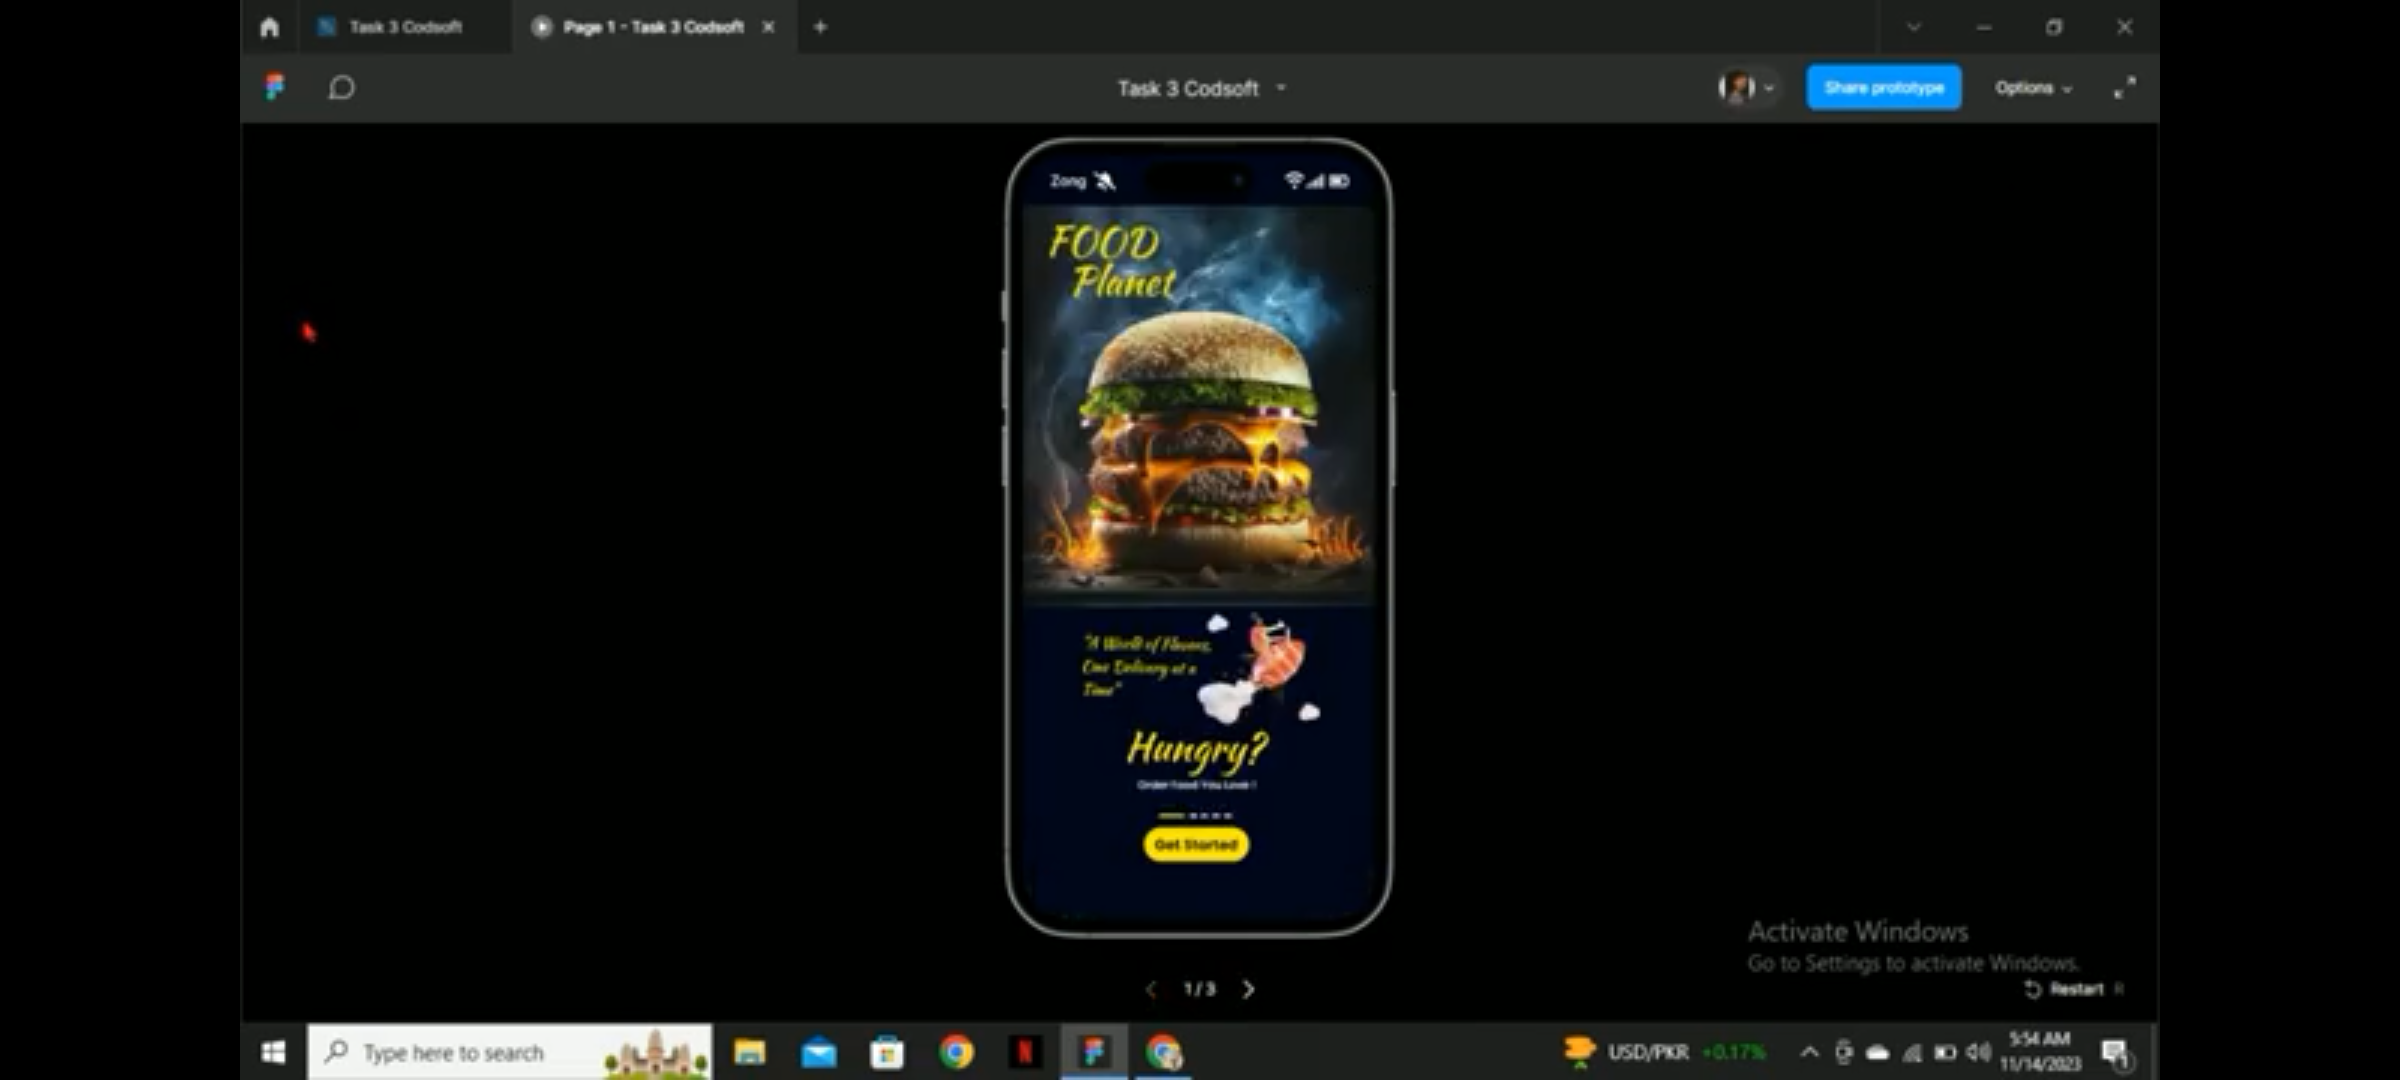 Task 3 Codsoft
Page 1 - Task 3 Codsoft
Task 3 Codsoft
Share prototype
Options
Zong
FOOD
Planet
"A World of Flavors,
One Delivery at a
Time"
Hungry?
Order Food You Love !
Get Started
1 / 3
Activate Windows
Go to Settings to activate Windows.
Restart R
Type here to search
USD/PKR +0.17%
5:54 AM
11/14/2023
1